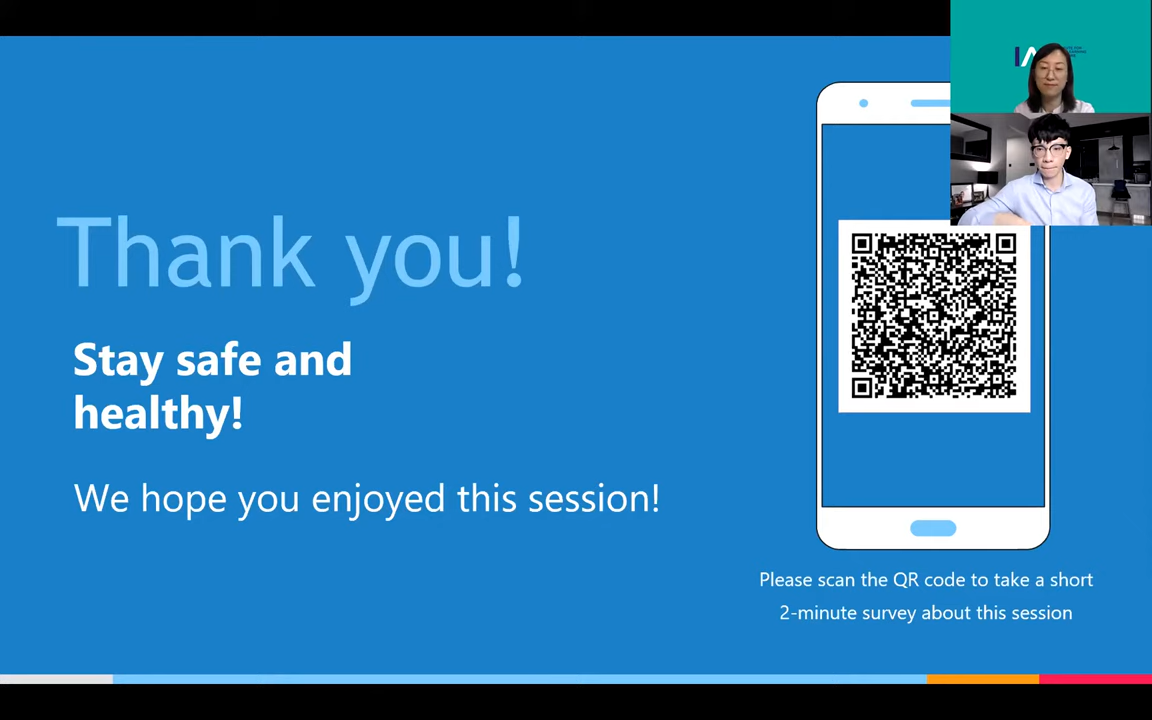 Thank you!
Stay safe and
healthy!
We hope you enjoyed this session!
Please scan the QR code to take a short
2-minute survey about this session